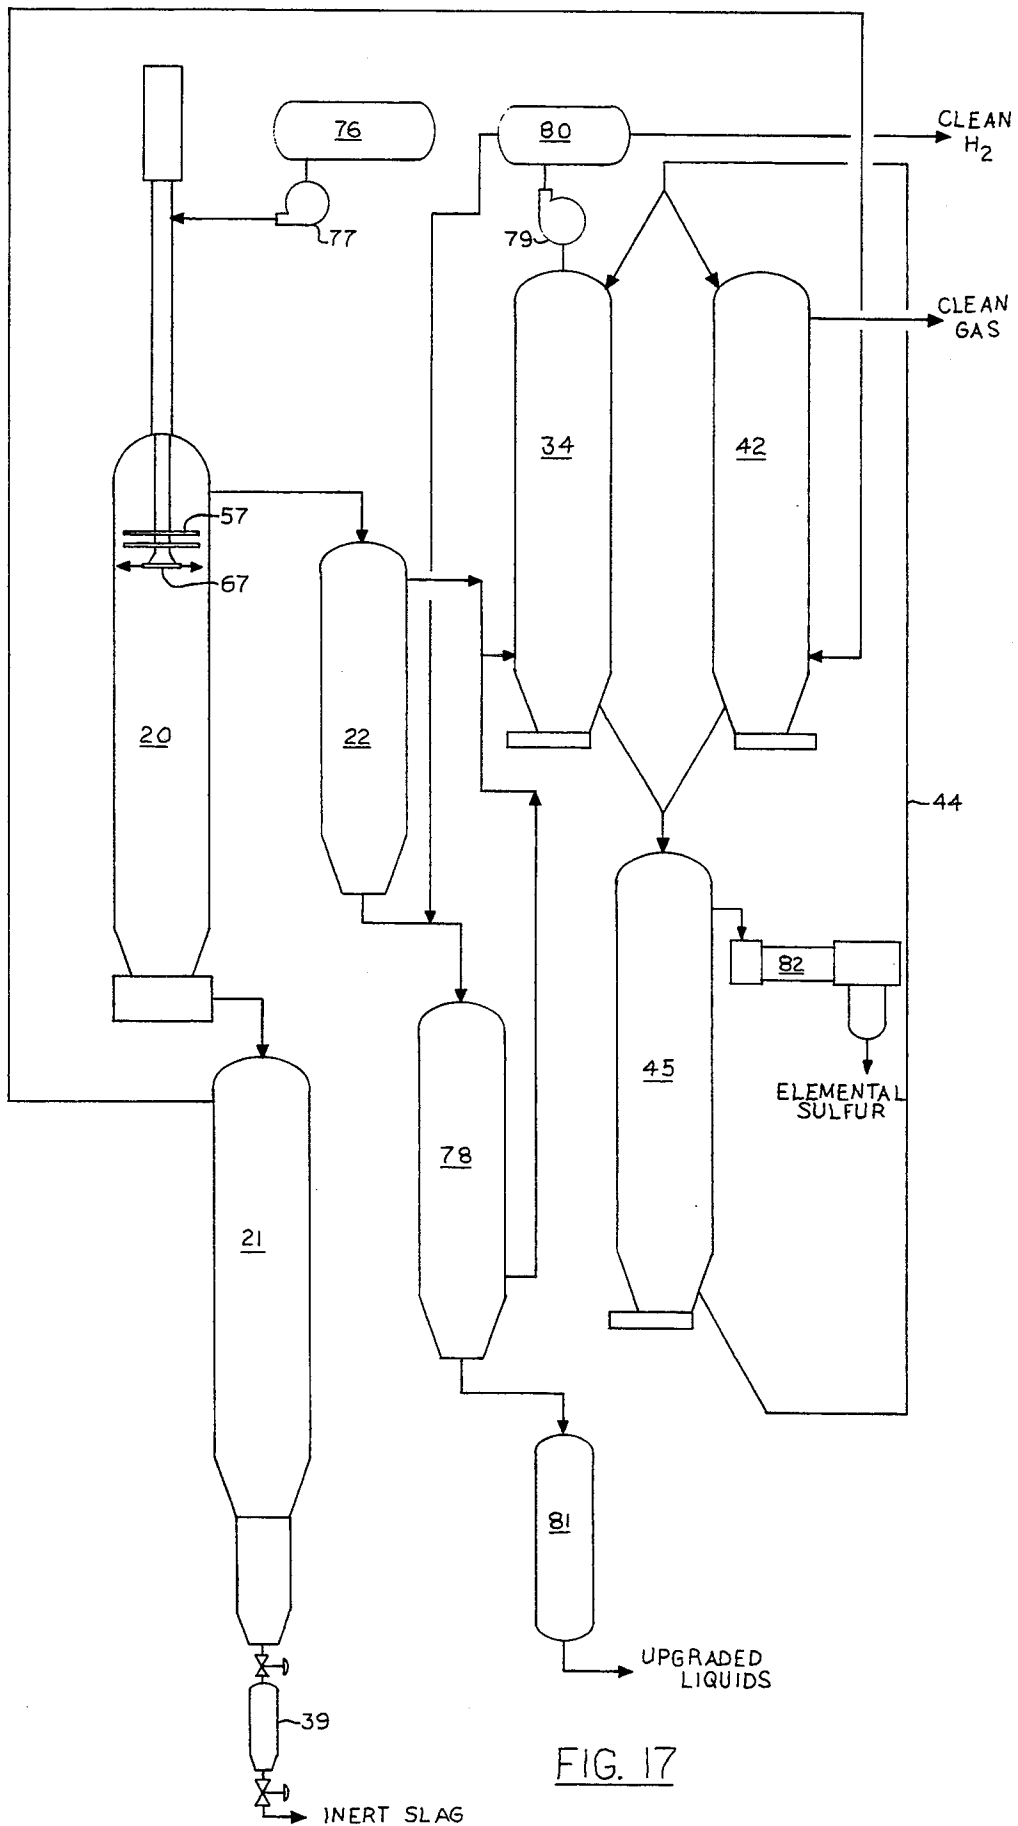 76
80
CLEAN
H2
77
79
CLEAN
GAS
34
42
57
67
20
22
44
82
45
ELEMENTAL
SULFUR
78
21
81
UPGRADED
LIQUIDS
39
FIG. 17
INERT SLAG